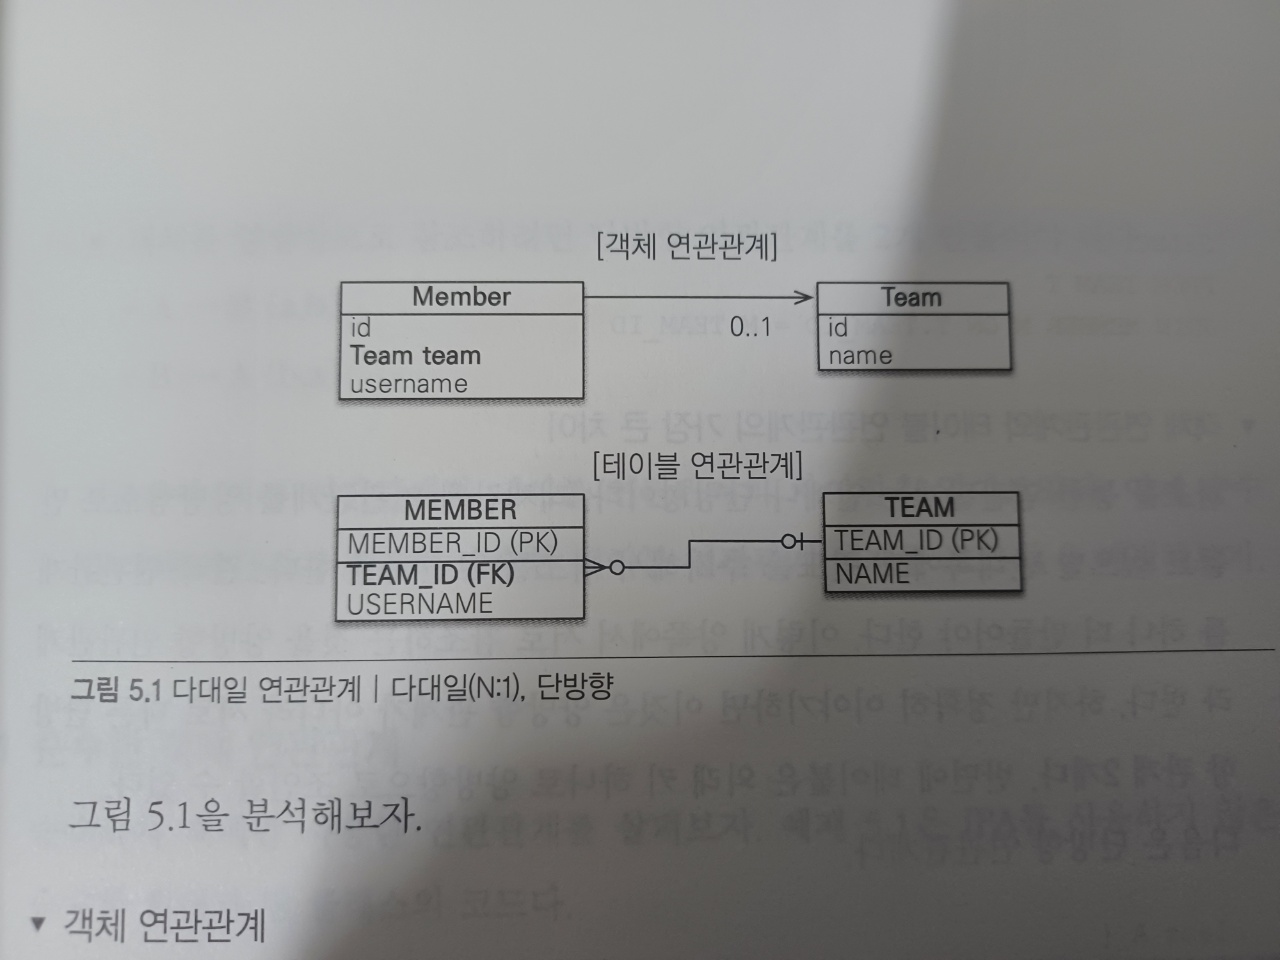 [객체 연관관계]
Member
id
Team team
username
0..1
Team
id
name
[테이블 연관관계]
MEMBER
MEMBER_ID (PK)
TEAM_ID (FK)
USERNAME
TEAM
TEAM_ID (PK)
NAME
그림 5.1 다대일 연관관계 | 다대일(N:1), 단방향
그림 5.1을 분석해보자.
▼ 객체 연관관계